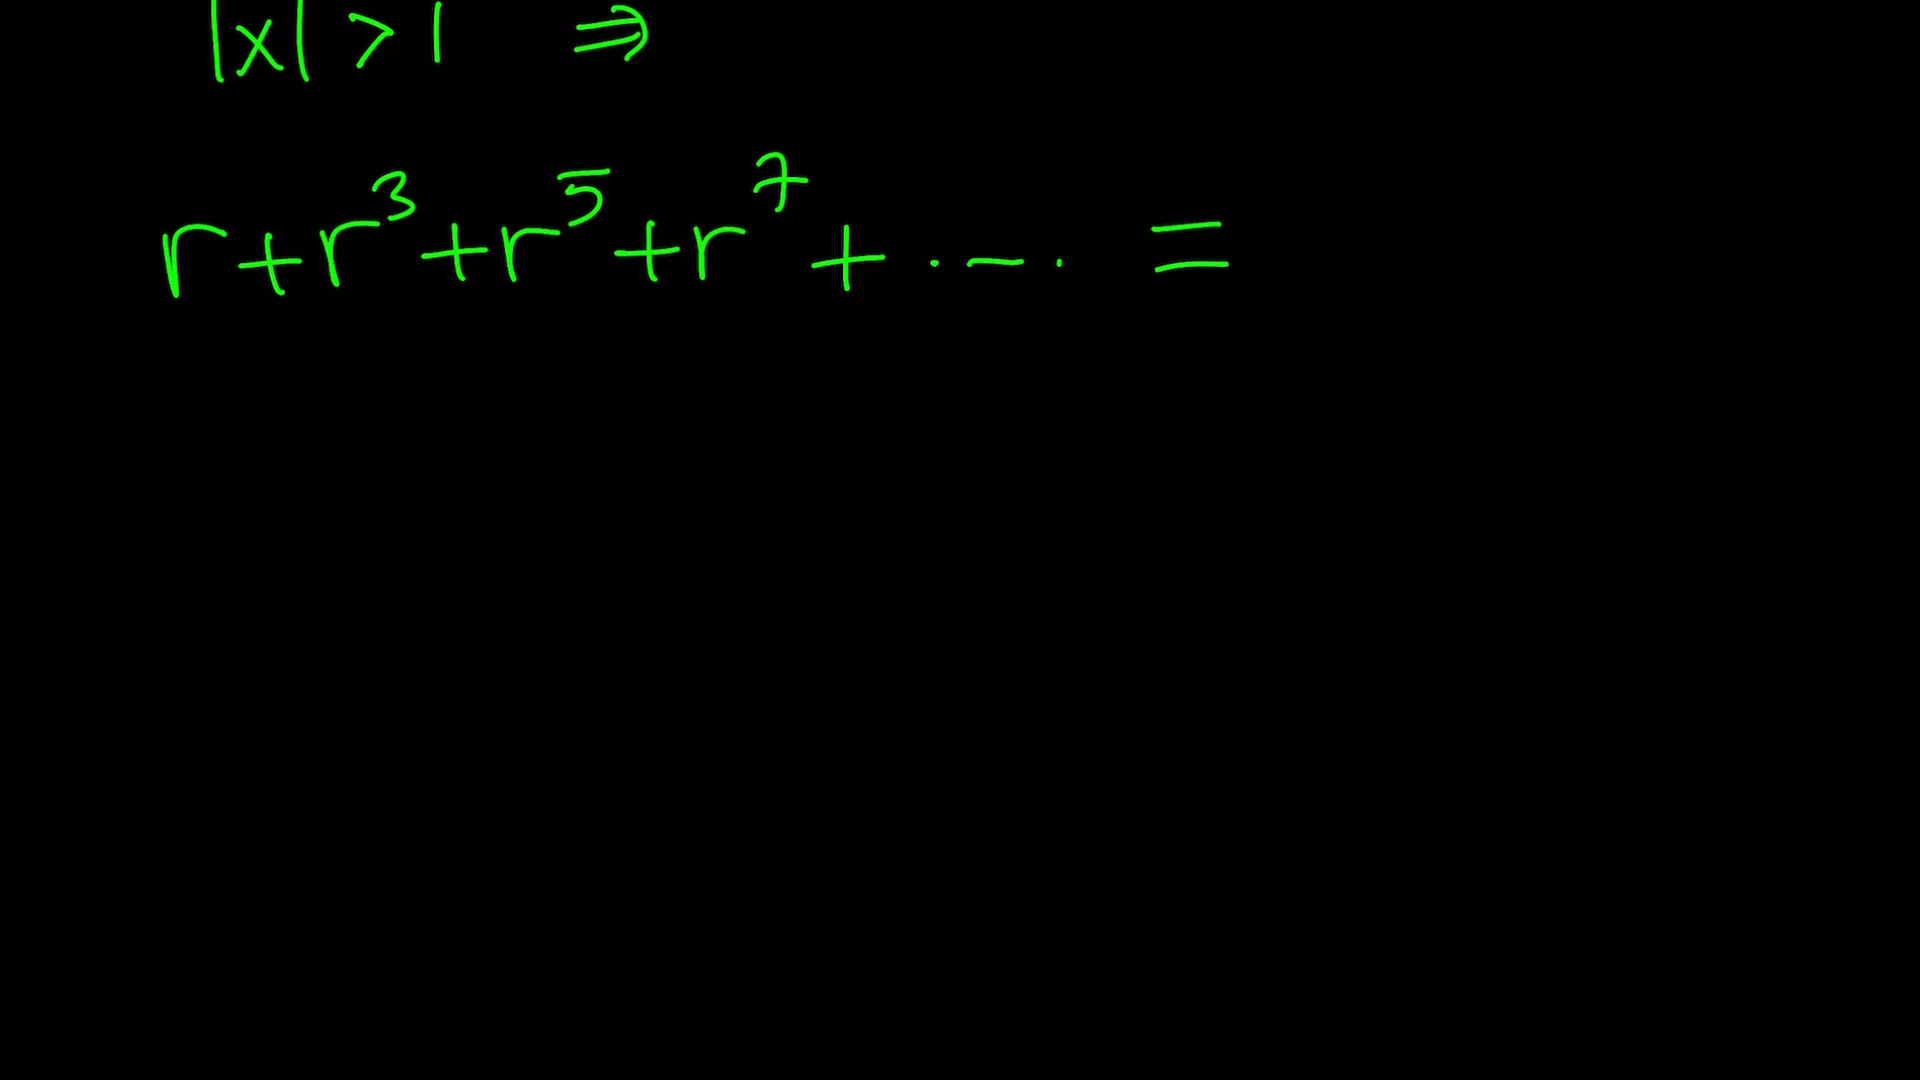 |x| > 1 ⇒
r + r³ + r⁵ + r⁷ + ···· =